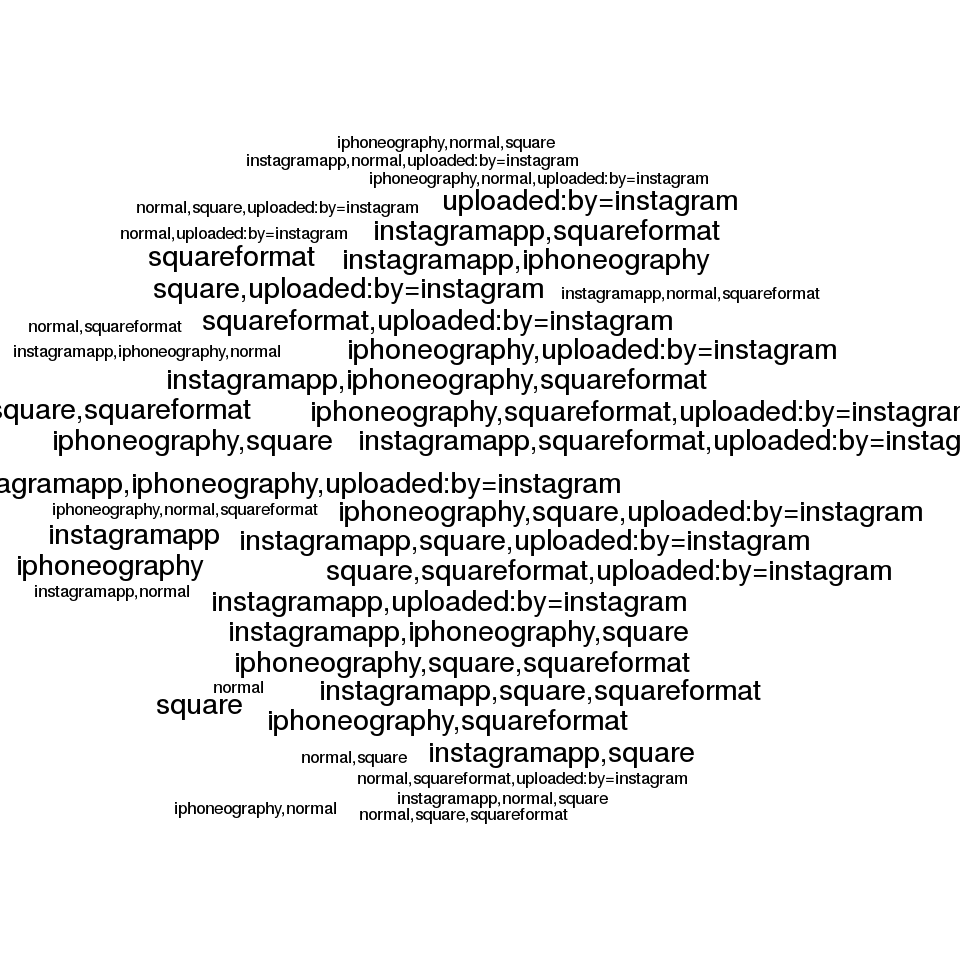 iphoneography,normal,square
instagramapp,normal,uploaded:by=instagram
iphoneography,normal,uploaded:by=instagram
normal,square,uploaded:by=instagram uploaded:by=instagram
normal,uploaded:by=instagram instagramapp,squareformat
squareformat instagramapp,iphoneography
square,uploaded:by=instagram instagramapp,normal,squareformat
normal,squareformat squareformat,uploaded:by=instagram
instagramapp,iphoneography,normal iphoneography,uploaded:by=instagram
instagramapp,iphoneography,squareformat
square,squareformat iphoneography,squareformat,uploaded:by=instagrar
iphoneography,square instagramapp,squareformat,uploaded:by=instag
agramapp,iphoneography,uploaded:by=instagram
iphoneography,normal,squareformat iphoneography,square,uploaded:by=instagram
instagramapp instagramapp,square,uploaded:by=instagram
iphoneography square,squareformat,uploaded:by=instagram
instagramapp,normal instagramapp,uploaded:by=instagram
instagramapp,iphoneography,square
iphoneography,square,squareformat
normal instagramapp,square,squareformat
square iphoneography,squareformat
normal,square instagramapp,square
normal,squareformat,uploaded:by=instagram
instagramapp,normal,square
iphoneography,normal normal,square,squareformat